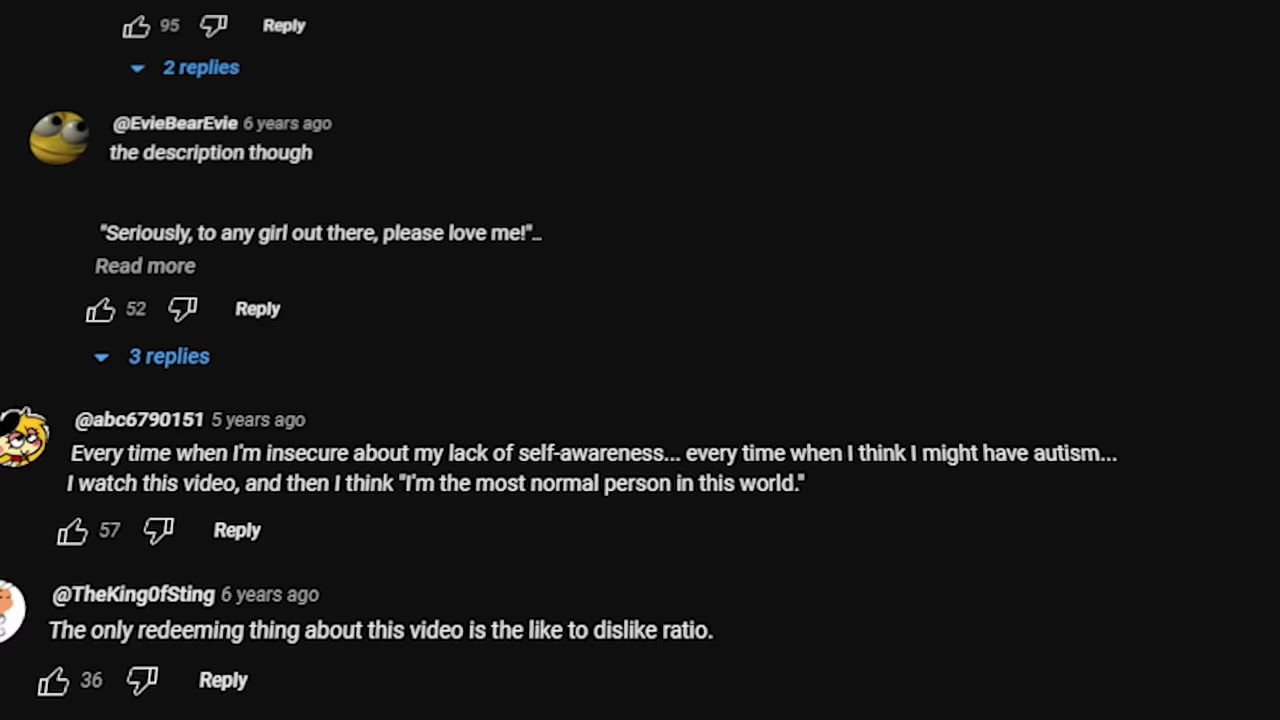 95 Reply
2 replies
@EvieBearEvie 6 years ago
the description though
"Seriously, to any girl out there, please love me!"...
Read more
52 Reply
3 replies
@abc6790151 5 years ago
Every time when I'm insecure about my lack of self-awareness... every time when I think I might have autism...
I watch this video, and then I think "I'm the most normal person in this world."
57 Reply
@TheKing0fSting 6 years ago
The only redeeming thing about this video is the like to dislike ratio.
36 Reply